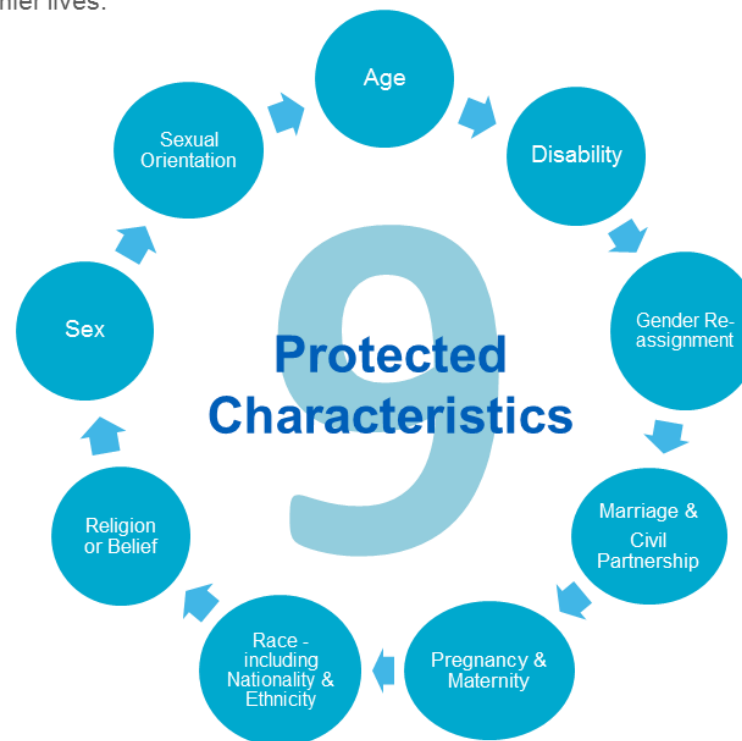 lives.
Age
Disability
Gender Re-
assignment
Marriage &
Civil
Partnership
Pregnancy &
Maternity
Race -
including
Nationality &
Ethnicity
Religion
or Belief
Sex
Sexual
Orientation
9
Protected
Characteristics